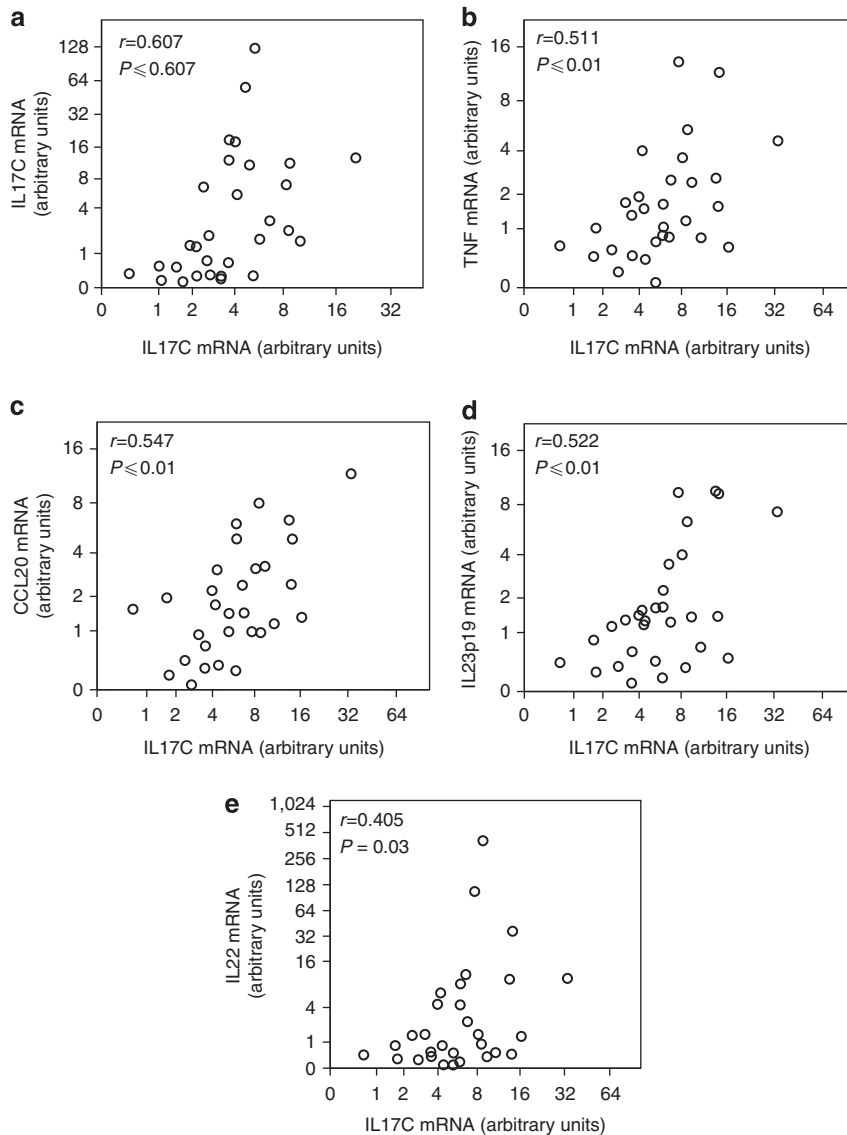 a
r=0.607
P⩽0.607
128
64
32
16
8
4
1
0
IL17C mRNA
(arbitrary units)
0 1 2 4 8 16 32
IL17C mRNA (arbitrary units)
b
r=0.511
P⩽0.01
16
8
4
2
1
0
TNF mRNA (arbitrary units)
0 1 2 4 8 16 32 64
IL17C mRNA (arbitrary units)
c
r=0.547
P⩽0.01
16
8
4
2
1
0
CCL20 mRNA
(arbitrary units)
0 1 2 4 8 16 32 64
IL17C mRNA (arbitrary units)
d
r=0.522
P⩽0.01
16
8
4
2
1
0
IL23p19 mRNA (arbitrary units)
0 1 2 4 8 16 32 64
IL17C mRNA (arbitrary units)
e
r=0.405
P = 0.03
1,024
512
256
128
64
32
16
4
1
0
IL22 mRNA
(arbitrary units)
0 1 2 4 8 16 32 64
IL17C mRNA (arbitrary units)